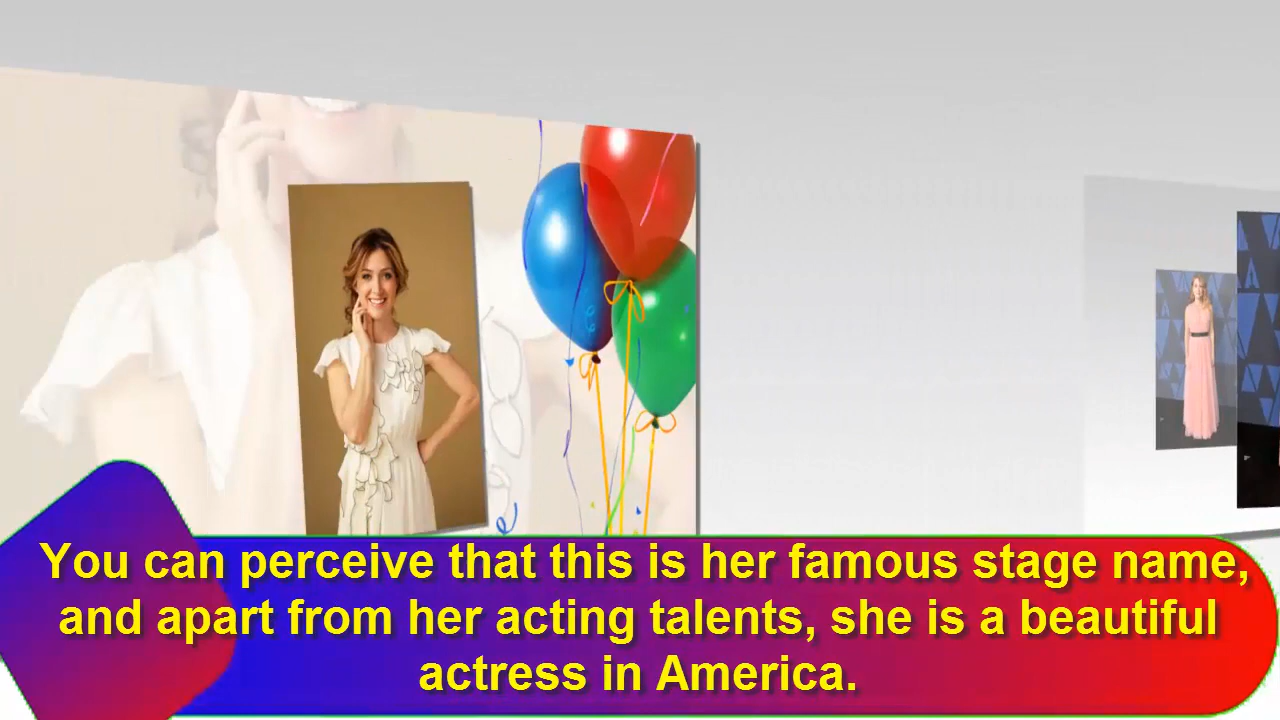 You can perceive that this is her famous stage name,
and apart from her acting talents, she is a beautiful
actress in America.